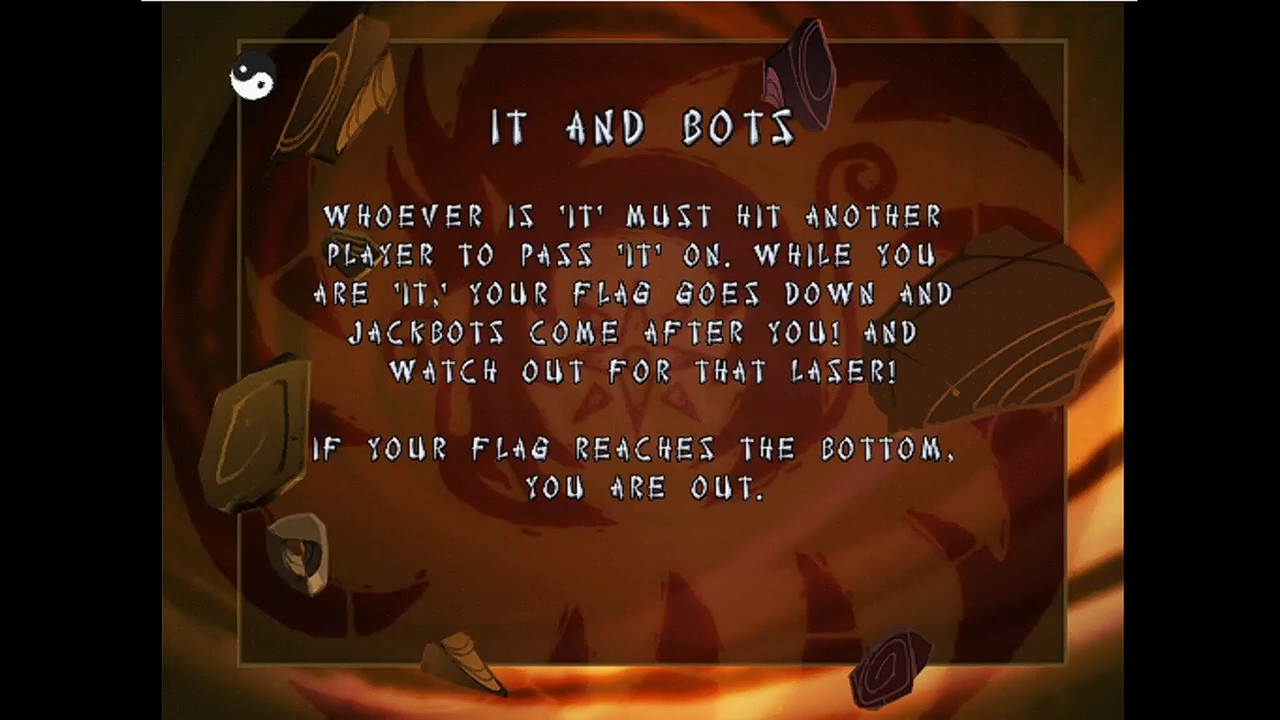 IT AND BOTS
WHOEVER IS 'IT' MUST HIT ANOTHER
PLAYER TO PASS 'IT' ON. WHILE YOU
ARE 'IT,' YOUR FLAG GOES DOWN AND
JACKBOTS COME AFTER YOU! AND
WATCH OUT FOR THAT LASER!
IF YOUR FLAG REACHES THE BOTTOM,
YOU ARE OUT.